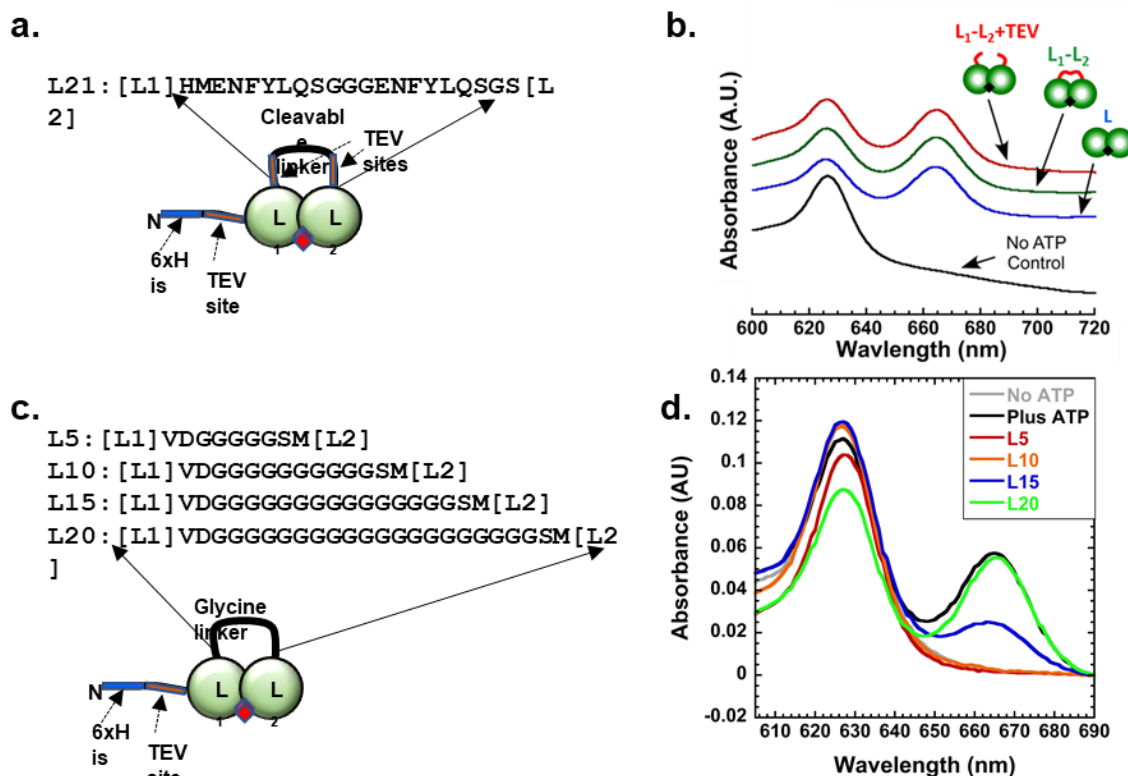 a.
L21:[L1]HMENFYLQSGGGENFYLQSGS[L
2]
Cleavabl
e
linker
TEV
sites
N
L
L
1
2
6xH
is
TEV
site
b.
L1-L2+TEV
L1-L2
L
No ATP
Control
Absorbance (A.U.)
600 620 640 660 680 700 720
Wavlength (nm)
c.
L5:[L1]VDGGGGGSM[L2]
L10:[L1]VDGGGGGGGGGGSM[L2]
L15:[L1]VDGGGGGGGGGGGGGGGSM[L2]
L20:[L1]VDGGGGGGGGGGGGGGGGGGGGSM[L2
]
Glycine
linker
N
L
L
1
2
6xH
is
TEV
site
d.
No ATP
Plus ATP
L5
L10
L15
L20
Absorbance (AU)
0.14
0.12
0.1
0.08
0.06
0.04
0.02
0
-0.02
610 620 630 640 650 660 670 680 690
Wavelength (nm)